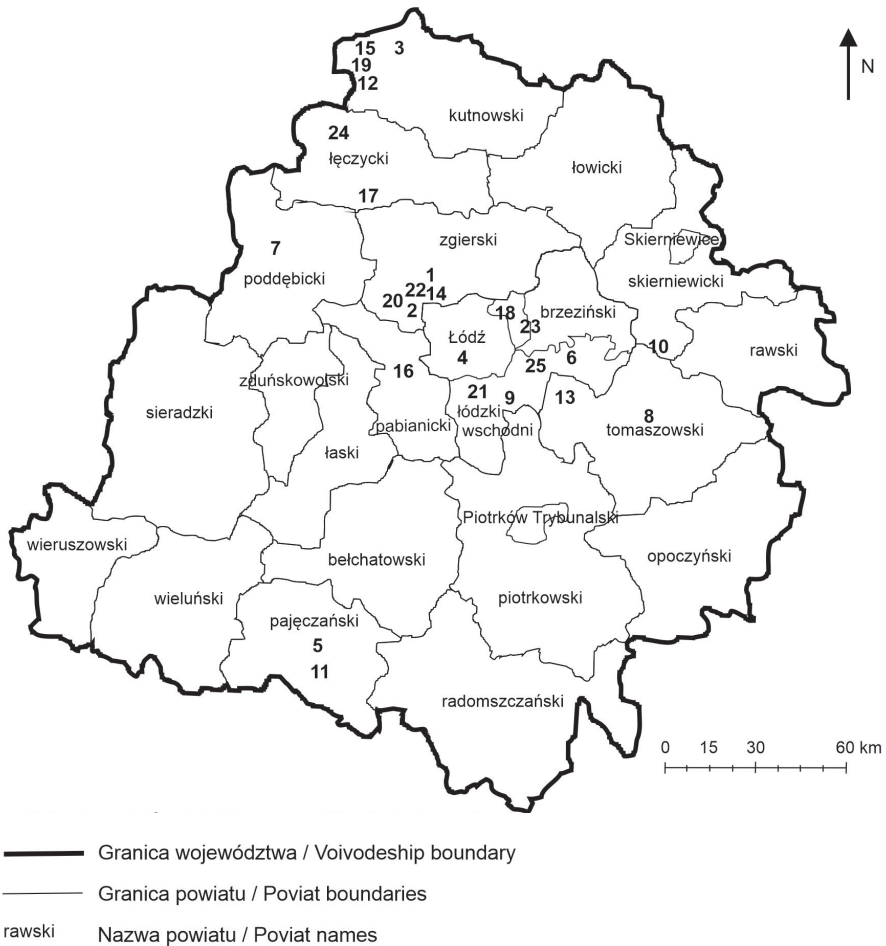 15 3
19
12
N
kutnowski
24
łęczycki
łowicki
17
zgierski
Skierniewice
7
poddębicki
skierniewicki
1
22 14
20
2
18
brzeziński
23
Łódź
4
10
rawski
25
6
16
zduńskowolski
21
9
13
sieradzki
łódzki
wschodni
pabianicki
8
tomaszowski
łaski
Piotrków Trybunalski
wieruszowski
bełchatowski
opoczyński
wieluński
piotrkowski
pajęczański
5
11
radomszczański
0 15 30 60 km
Granica województwa / Voivodeship boundary
Granica powiatu / Poviat boundaries
rawski Nazwa powiatu / Poviat names